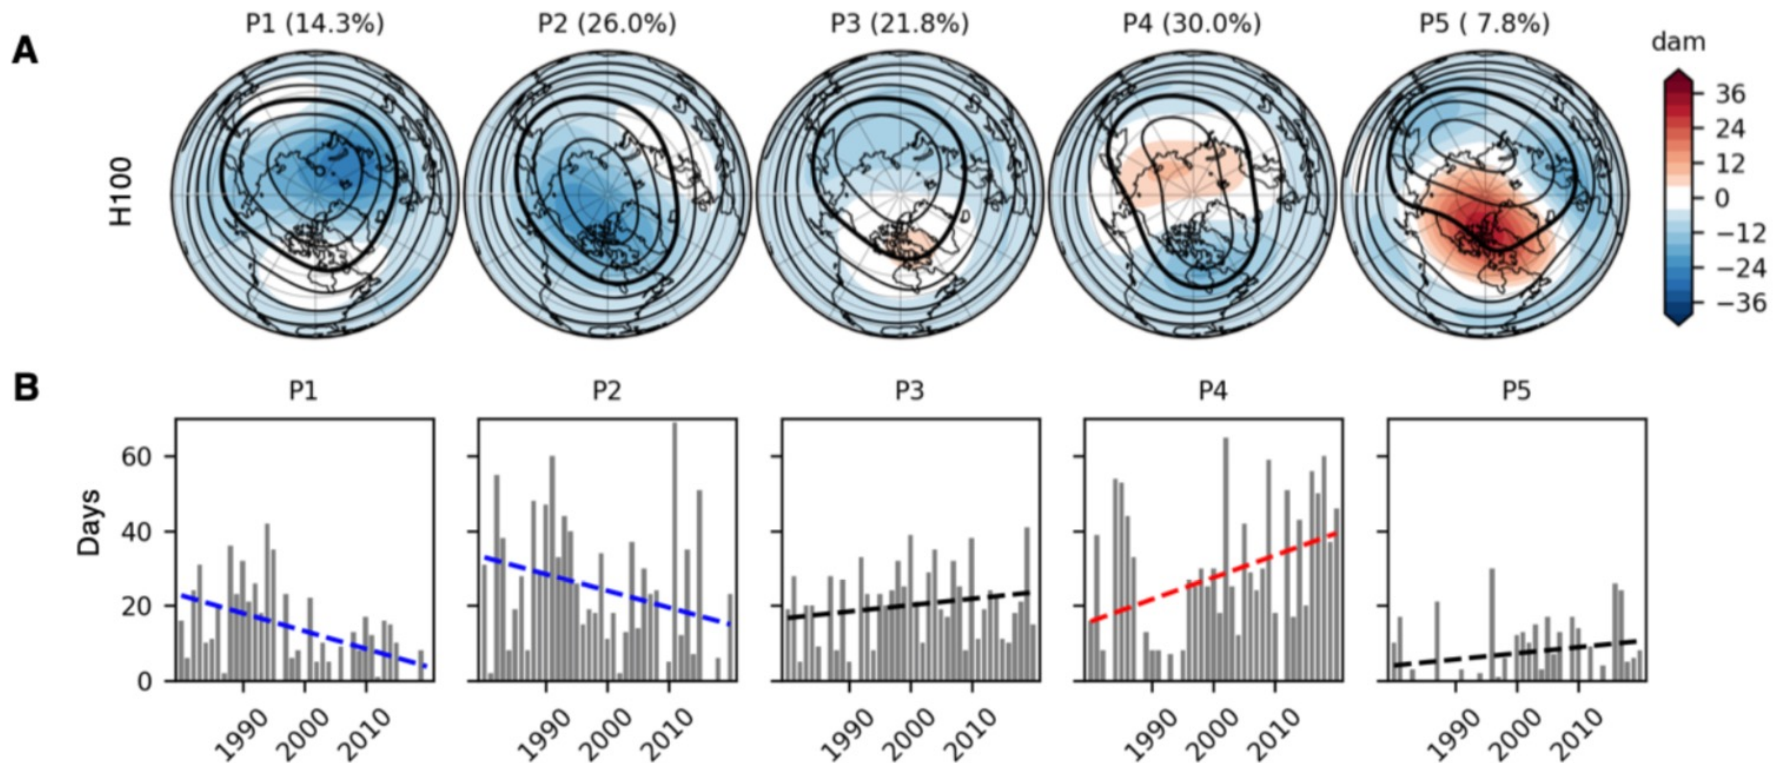 A
P1 (14.3%) P2 (26.0%) P3 (21.8%) P4 (30.0%) P5 ( 7.8%)
dam
H100
36
24
12
0
−12
−24
−36
B
P1 P2 P3 P4 P5
Days
60
40
20
0
1990 2000 2010 1990 2000 2010 1990 2000 2010 1990 2000 2010 1990 2000 2010